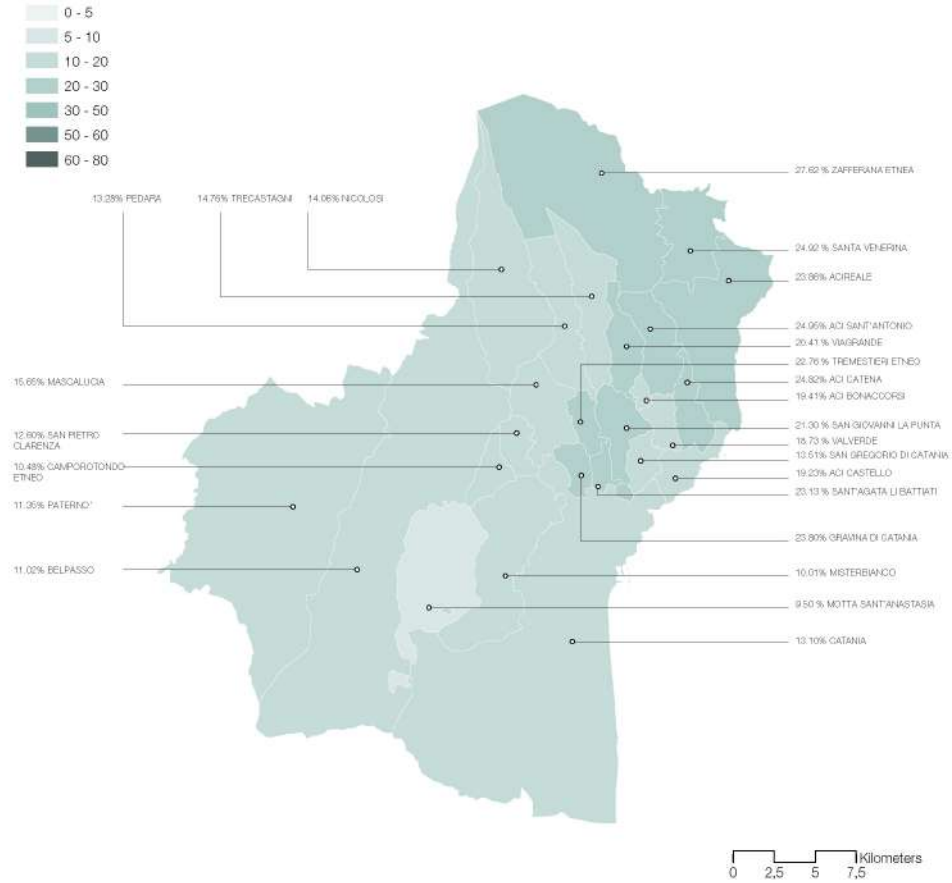 0 - 5
5 - 10
10 - 20
20 - 30
30 - 50
50 - 60
60 - 80
13.28% PEDARA
14.76% TRECASTAGNI
14.06% NICOLOSI
15.65% MASCALUCIA
12.60% SAN PIETRO
CLARENZA
10.48% CAMPOROTONDO
ETNEO
11.35% PATERNO'
11.02% BELPASSO
27.62 % ZAFFERANA ETNEA
24.92 % SANTA VENERINA
23.86% ACIREALE
24.95% ACI SANT'ANTONIO
20.41 % VIAGRANDE
22.76 % TREMESTIERI ETNEO
24.82% ACI CATENA
19.41% ACI BONACCORSI
21.30 % SAN GIOVANNI LA PUNTA
18.73 % VALVERDE
13.51% SAN GREGORIO DI CATANIA
19.23% ACI CASTELLO
23.13 % SANT'AGATA LI BATTIATI
23.80% GRAVINA DI CATANIA
10.01% MISTERBIANCO
9.50 % MOTTA SANT'ANASTASIA
13.10% CATANIA
Kilometers
0 2,5 5 7,5